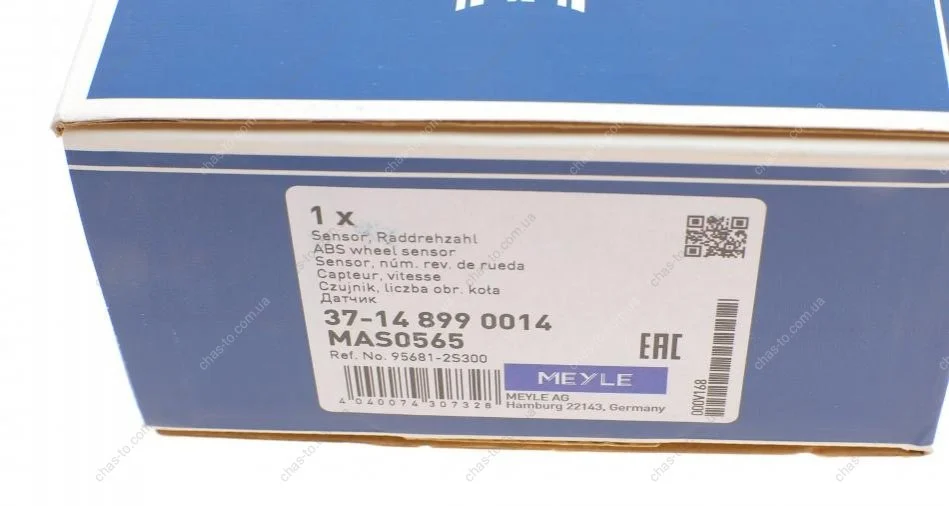 1 x
Sensor, Raddrehzahl
ABS wheel sensor
Sensor, núm. rev. de rueda
Capteur, vitesse
Czujnik, liczba obr. koła
Датчик
37-14 899 0014
MAS0565
Ref. No. 95681-2S300
EAC
MEYLE
MEYLE AG
Hamburg 22143, Germany
4 040074 307328
000V168
chas-to.com.ua